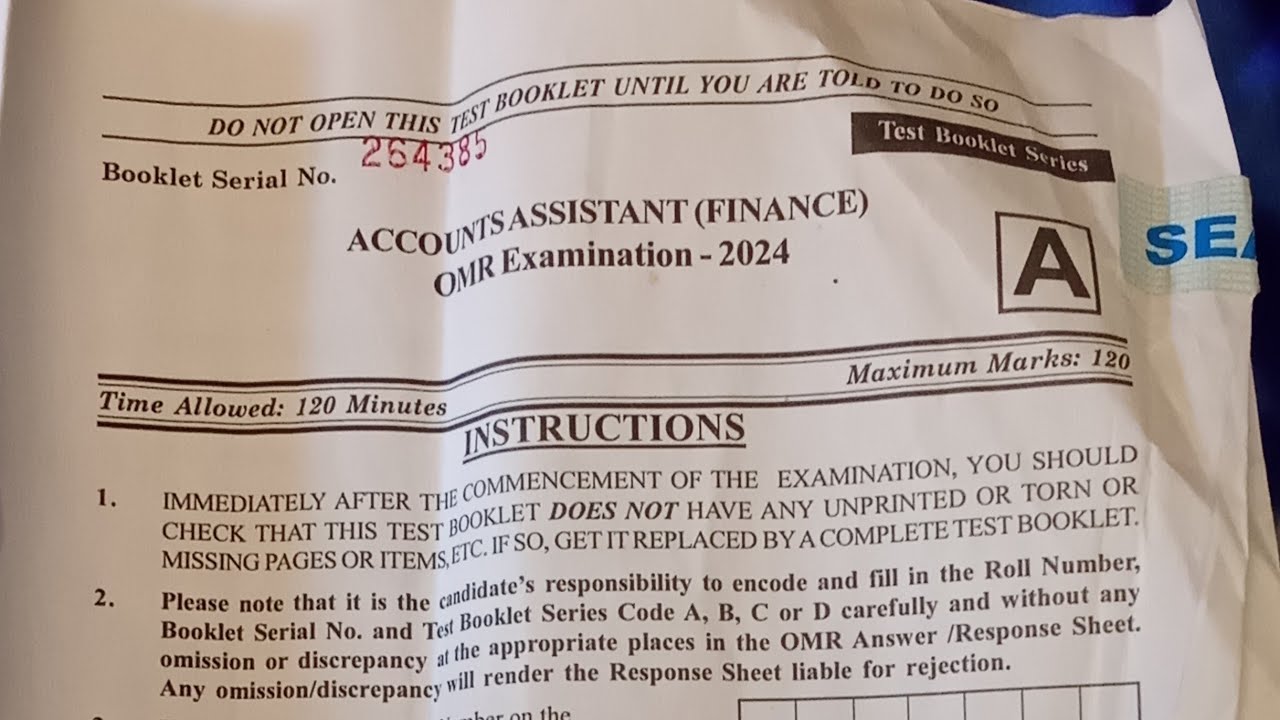 DO NOT OPEN THIS TEST BOOKLET UNTIL YOU ARE TOLD TO DO SO
Booklet Serial No. 264385
Test Booklet Series
ACCOUNTS ASSISTANT (FINANCE)
OMR Examination - 2024
A
SEA
Time Allowed: 120 Minutes
Maximum Marks: 120
INSTRUCTIONS
1. IMMEDIATELY AFTER THE COMMENCEMENT OF THE EXAMINATION, YOU SHOULD
CHECK THAT THIS TEST BOOKLET DOES NOT HAVE ANY UNPRINTED OR TORN OR
MISSING PAGES OR ITEMS, ETC. IF SO, GET IT REPLACED BY A COMPLETE TEST BOOKLET.
2. Please note that it is the candidate's responsibility to encode and fill in the Roll Number,
Booklet Serial No. and Test Booklet Series Code A, B, C or D carefully and without any
omission or discrepancy at the appropriate places in the OMR Answer /Response Sheet.
Any omission/discrepancy will render the Response Sheet liable for rejection.
on the